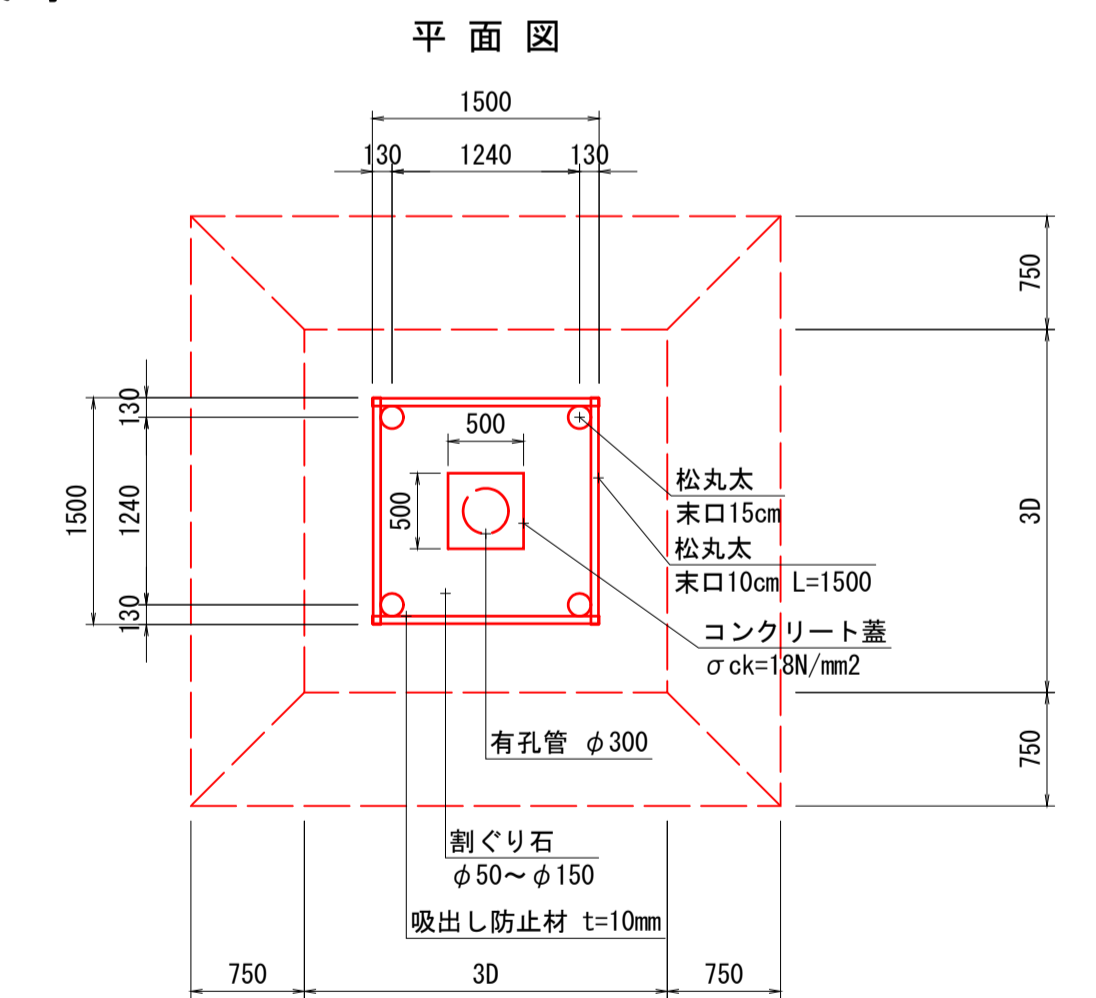 平 面 図
1500
130 1240 130
750
130
500
1500
1240
500
松丸太
末口15cm
3D
松丸太
末口10cm L=1500
130
コンクリート蓋
σck=18N/mm2
有孔管 φ300
750
割ぐり石
φ50～φ150
吸出し防止材 t=10mm
750 3D 750